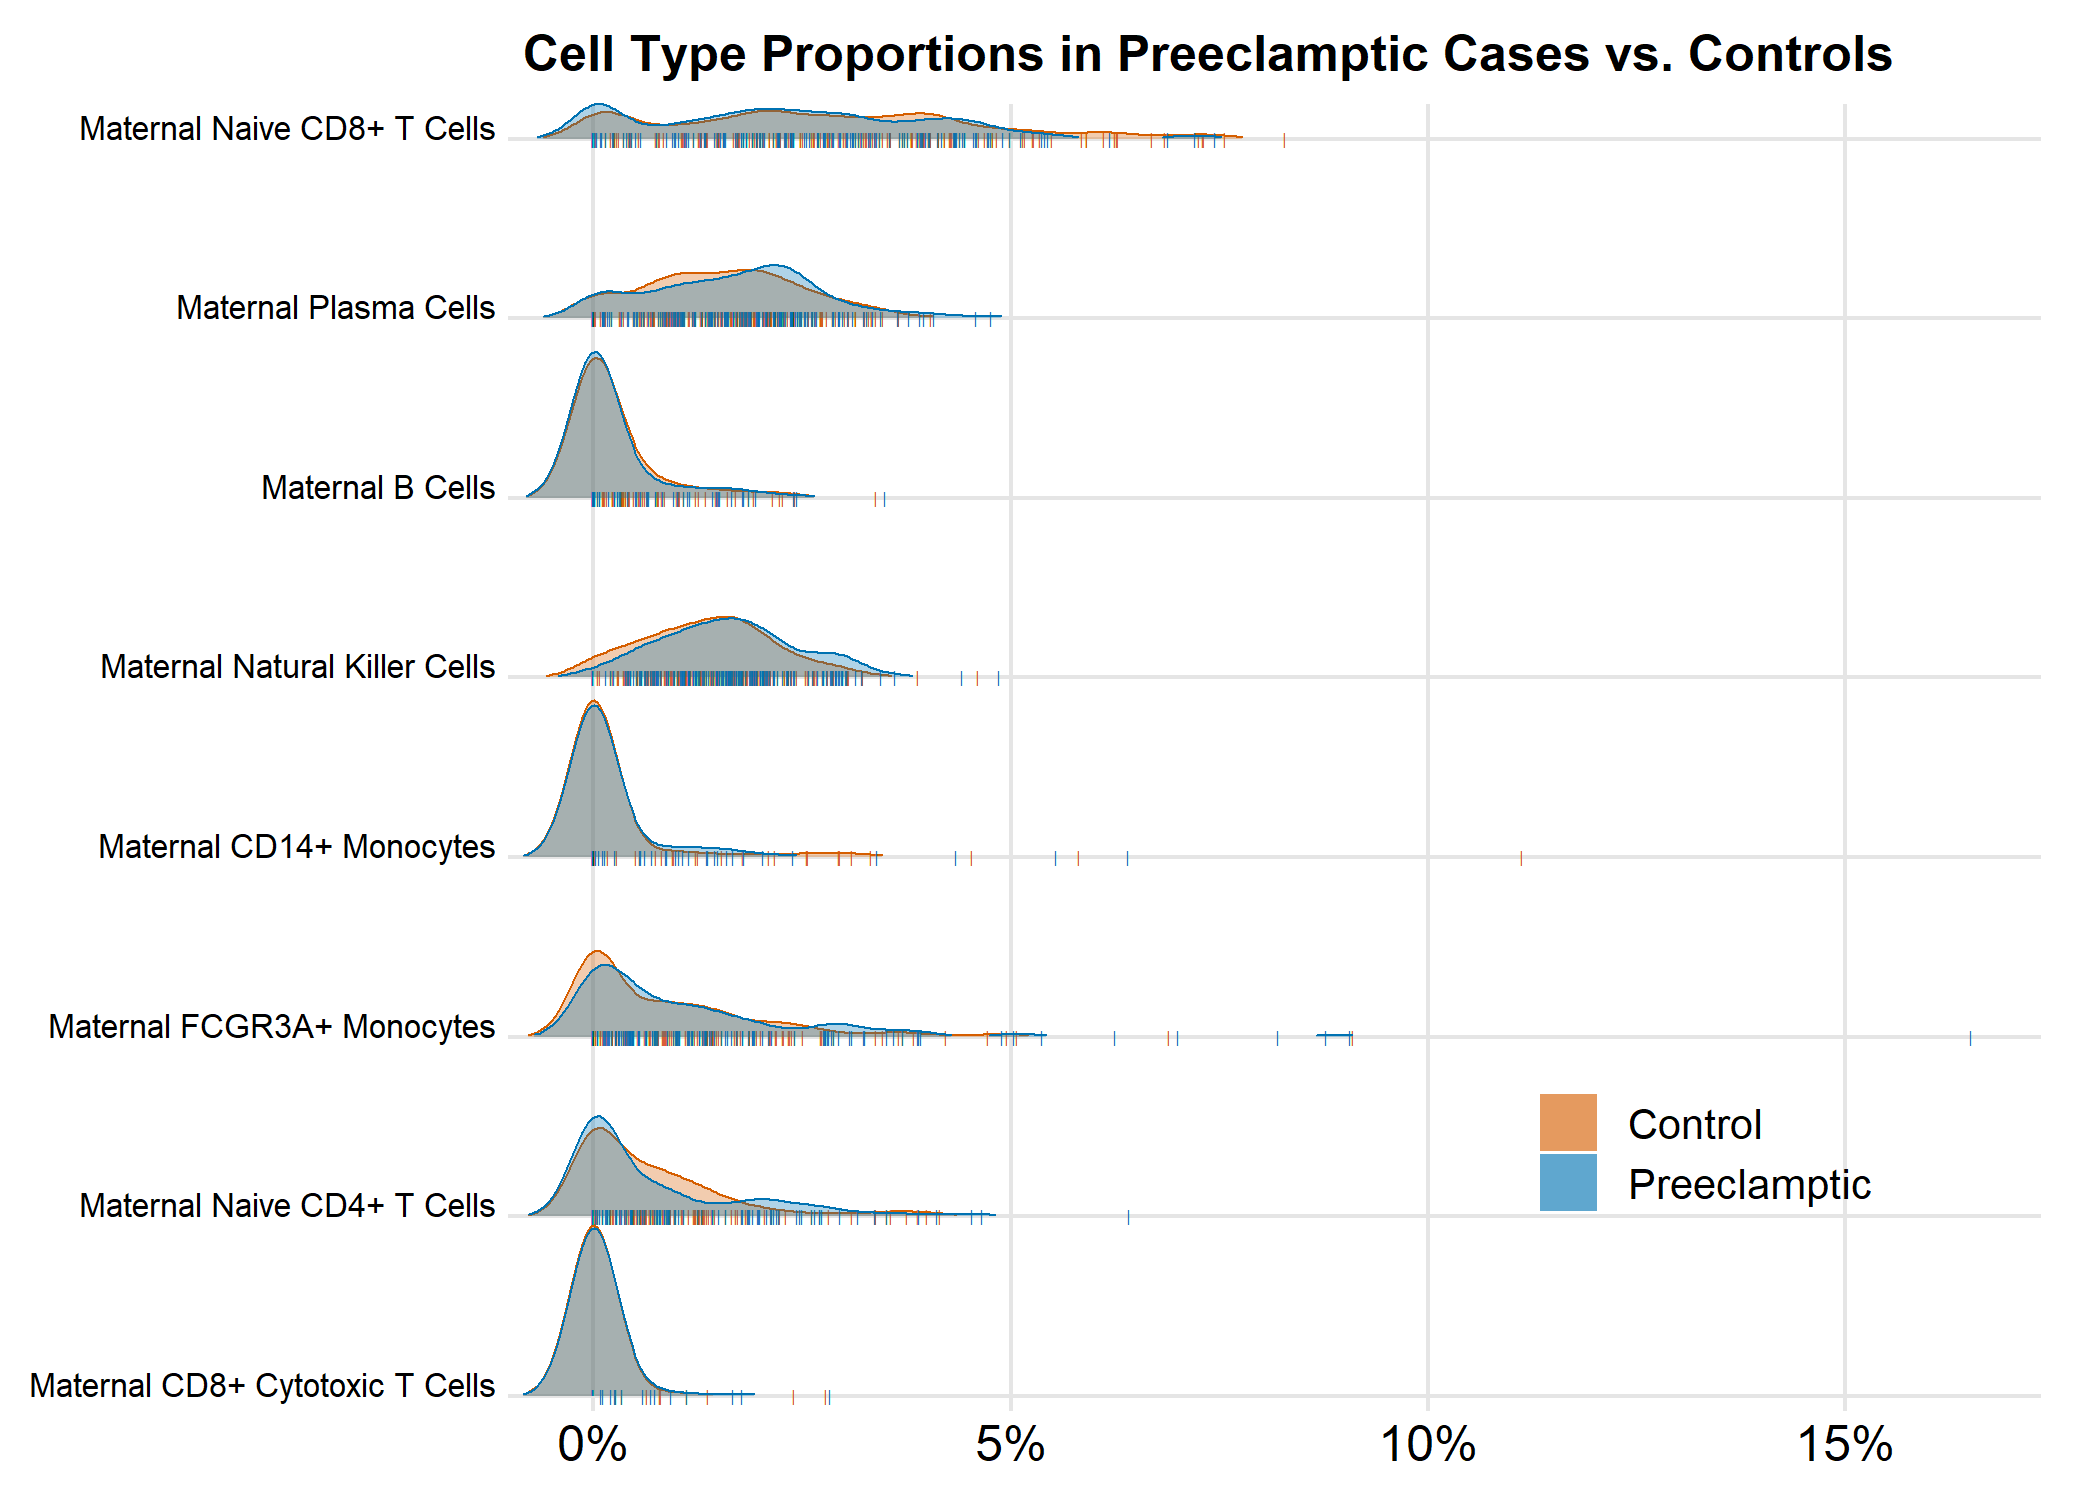 Cell Type Proportions in Preeclamptic Cases vs. Controls
Maternal Naive CD8+ T Cells
Maternal Plasma Cells
Maternal B Cells
Maternal Natural Killer Cells
Maternal CD14+ Monocytes
Maternal FCGR3A+ Monocytes
Maternal Naive CD4+ T Cells
Maternal CD8+ Cytotoxic T Cells
Control
Preeclamptic
0% 5% 10% 15%